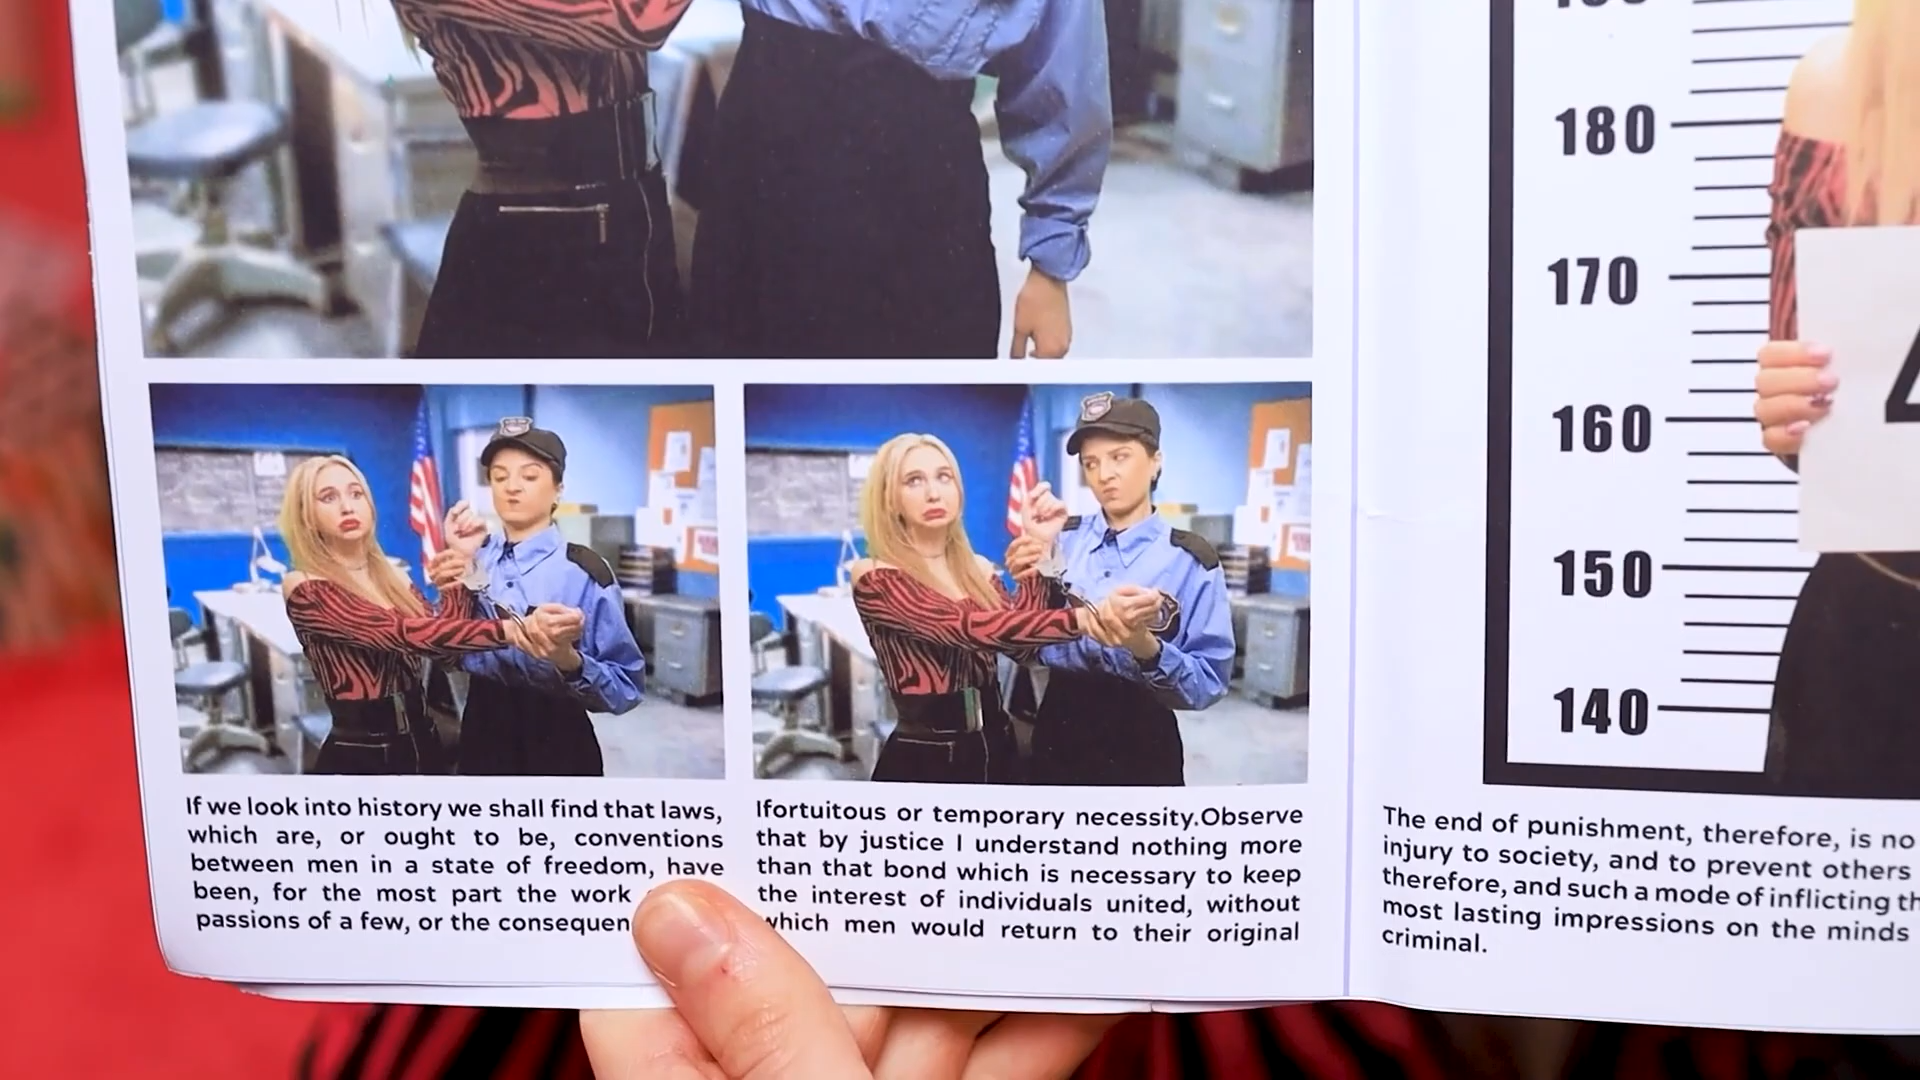 180
170
160
150
140
If we look into history we shall find that laws,
which are, or ought to be, conventions
between men in a state of freedom, have
been, for the most part the work
passions of a few, or the
Ifortuitous or temporary necessity.Observe
that by justice I understand nothing more
than that bond which is necessary to keep
the interest of individuals united, without
which men would return to their original
The end of punishment, therefore, is no
injury to society, and to prevent others
therefore, and such a mode of inflicting
most lasting impressions on the minds
criminal.